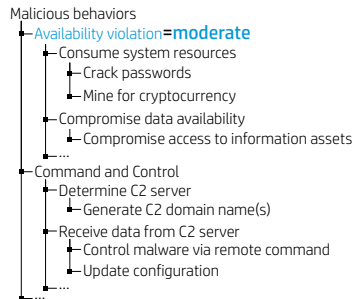 Malicious behaviors
Availability violation=moderate
Consume system resources
Crack passwords
Mine for cryptocurrency
Compromise data availability
Compromise access to information assets
...
Command and Control
Determine C2 server
Generate C2 domain name(s)
Receive data from C2 server
Control malware via remote command
Update configuration
...
...